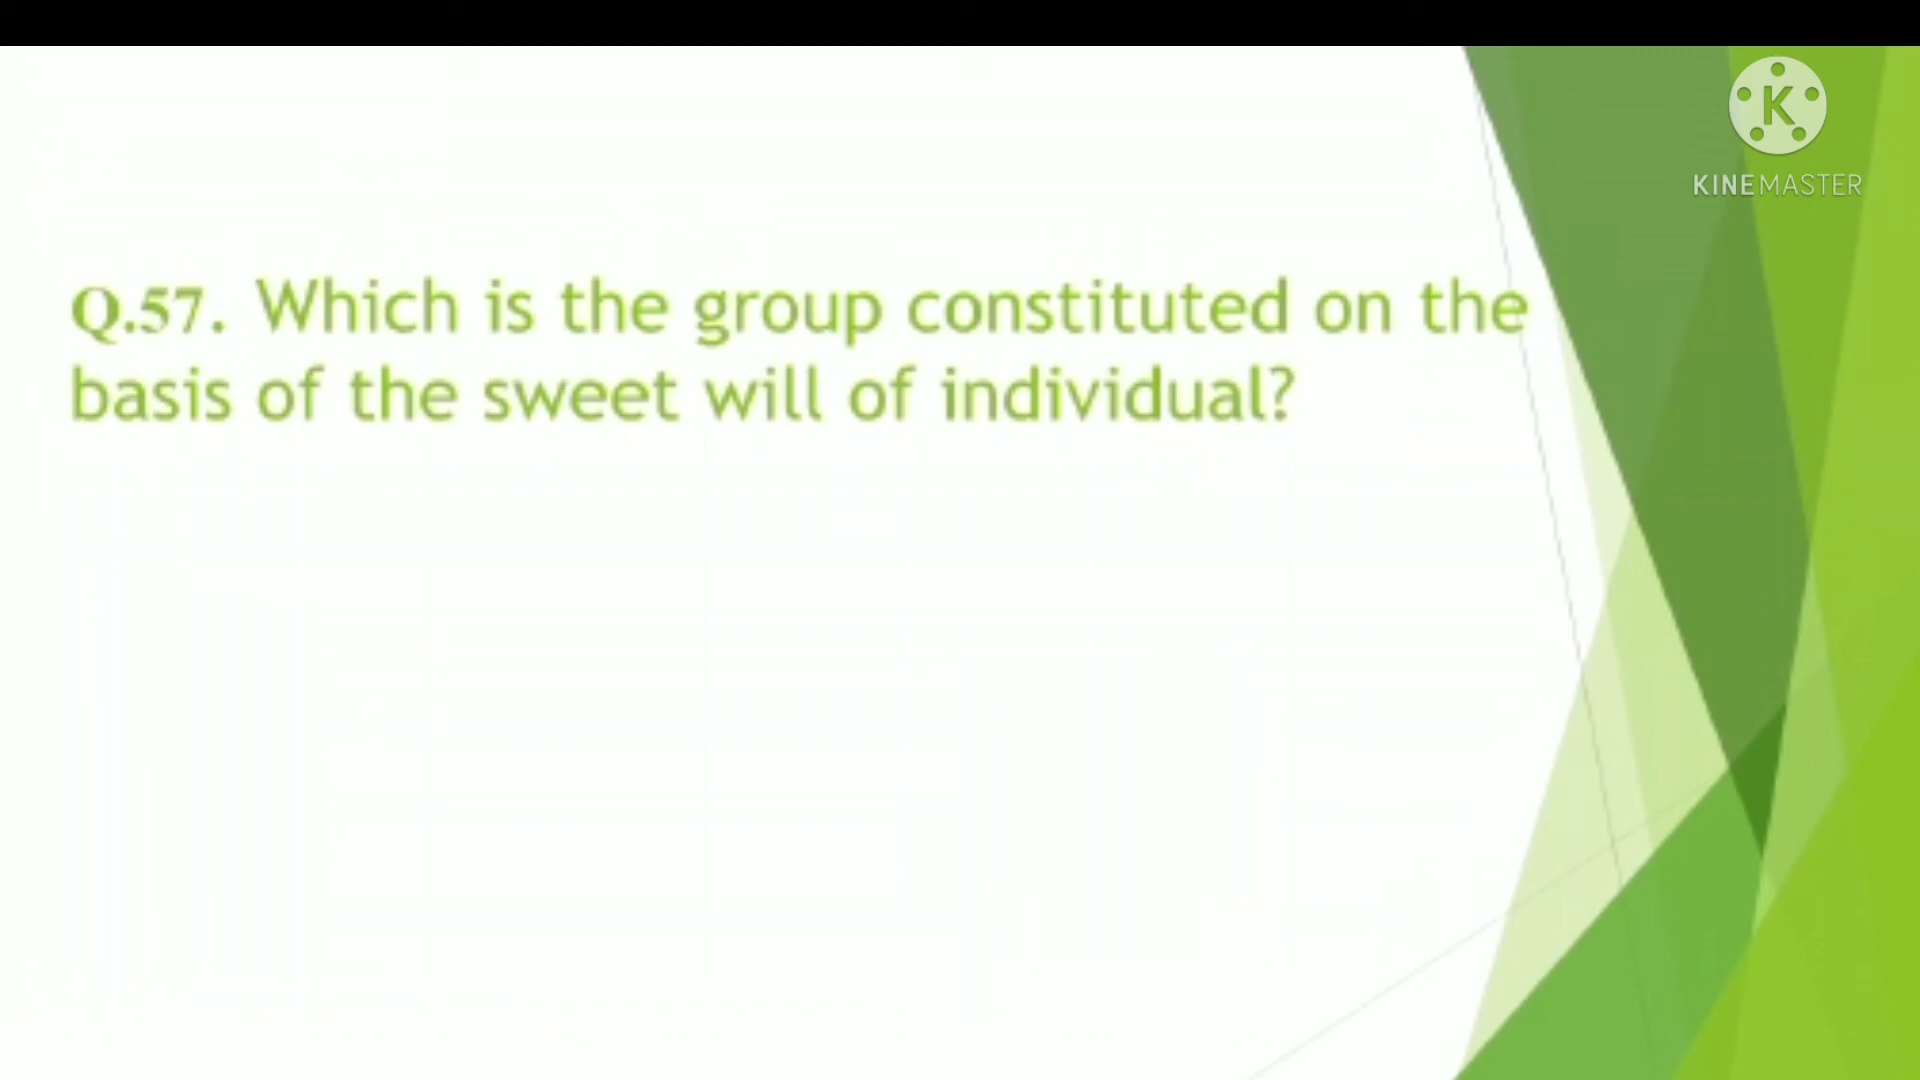 K
KINEMASTER
Q.57. Which is the group constituted on the
basis of the sweet will of individual?